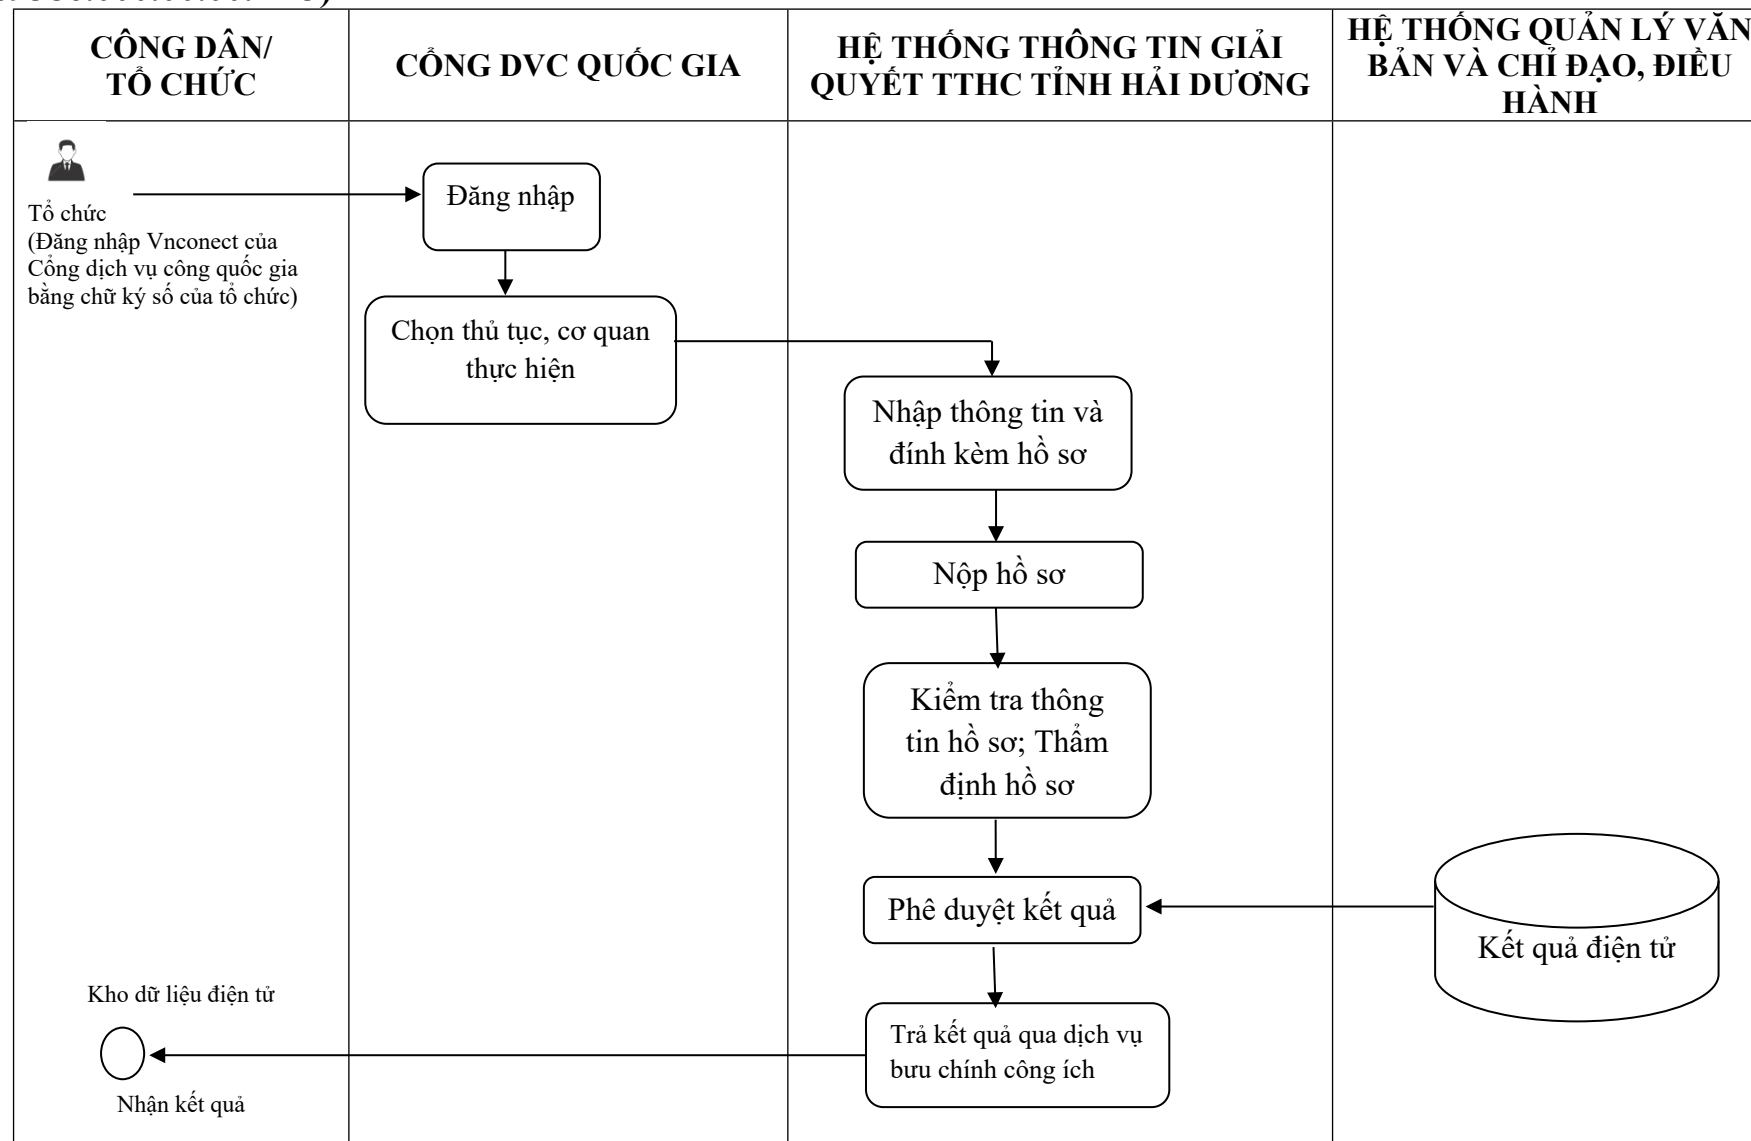 CÔNG DÂN/
TỔ CHỨC
CỔNG DVC QUỐC GIA
HỆ THỐNG THÔNG TIN GIẢI
QUYẾT TTHC TỈNH HẢI DƯƠNG
HỆ THỐNG QUẢN LÝ VĂN
BẢN VÀ CHỈ ĐẠO, ĐIỀU
HÀNH
Tổ chức
(Đăng nhập Vnconect của
Cổng dịch vụ công quốc gia
bằng chữ ký số của tổ chức)
Đăng nhập
Chọn thủ tục, cơ quan
thực hiện
Nhập thông tin và
đính kèm hồ sơ
Nộp hồ sơ
Kiểm tra thông
tin hồ sơ; Thẩm
định hồ sơ
Phê duyệt kết quả
Kết quả điện tử
Trả kết quả qua dịch vụ
bưu chính công ích
Kho dữ liệu điện tử
Nhận kết quả